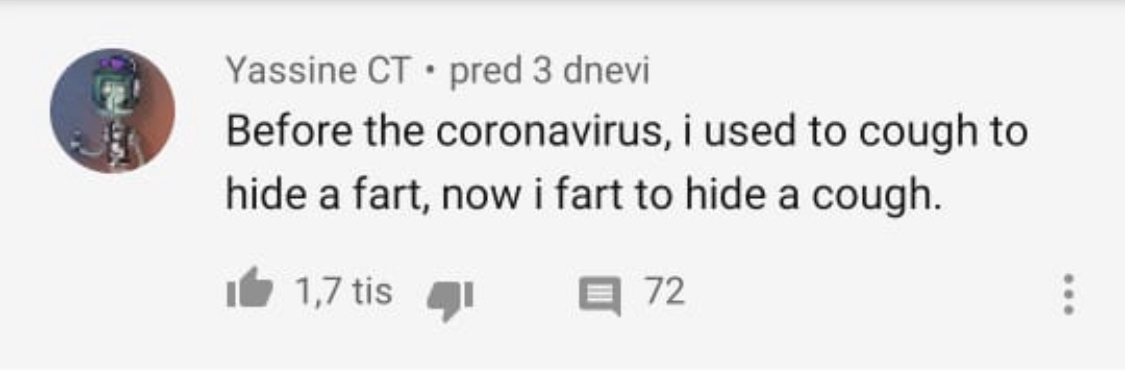 Yassine CT • pred 3 dnevi
Before the coronavirus, i used to cough to
hide a fart, now i fart to hide a cough.
1,7 tis 72